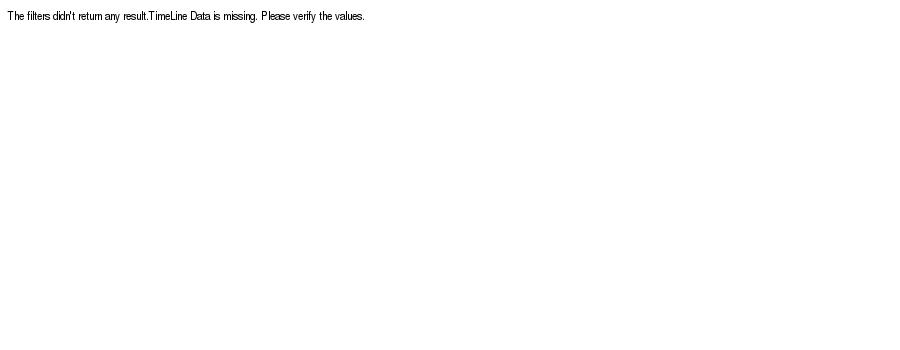 The filters didn't return any result.TimeLine Data is missing. Please verify the values.